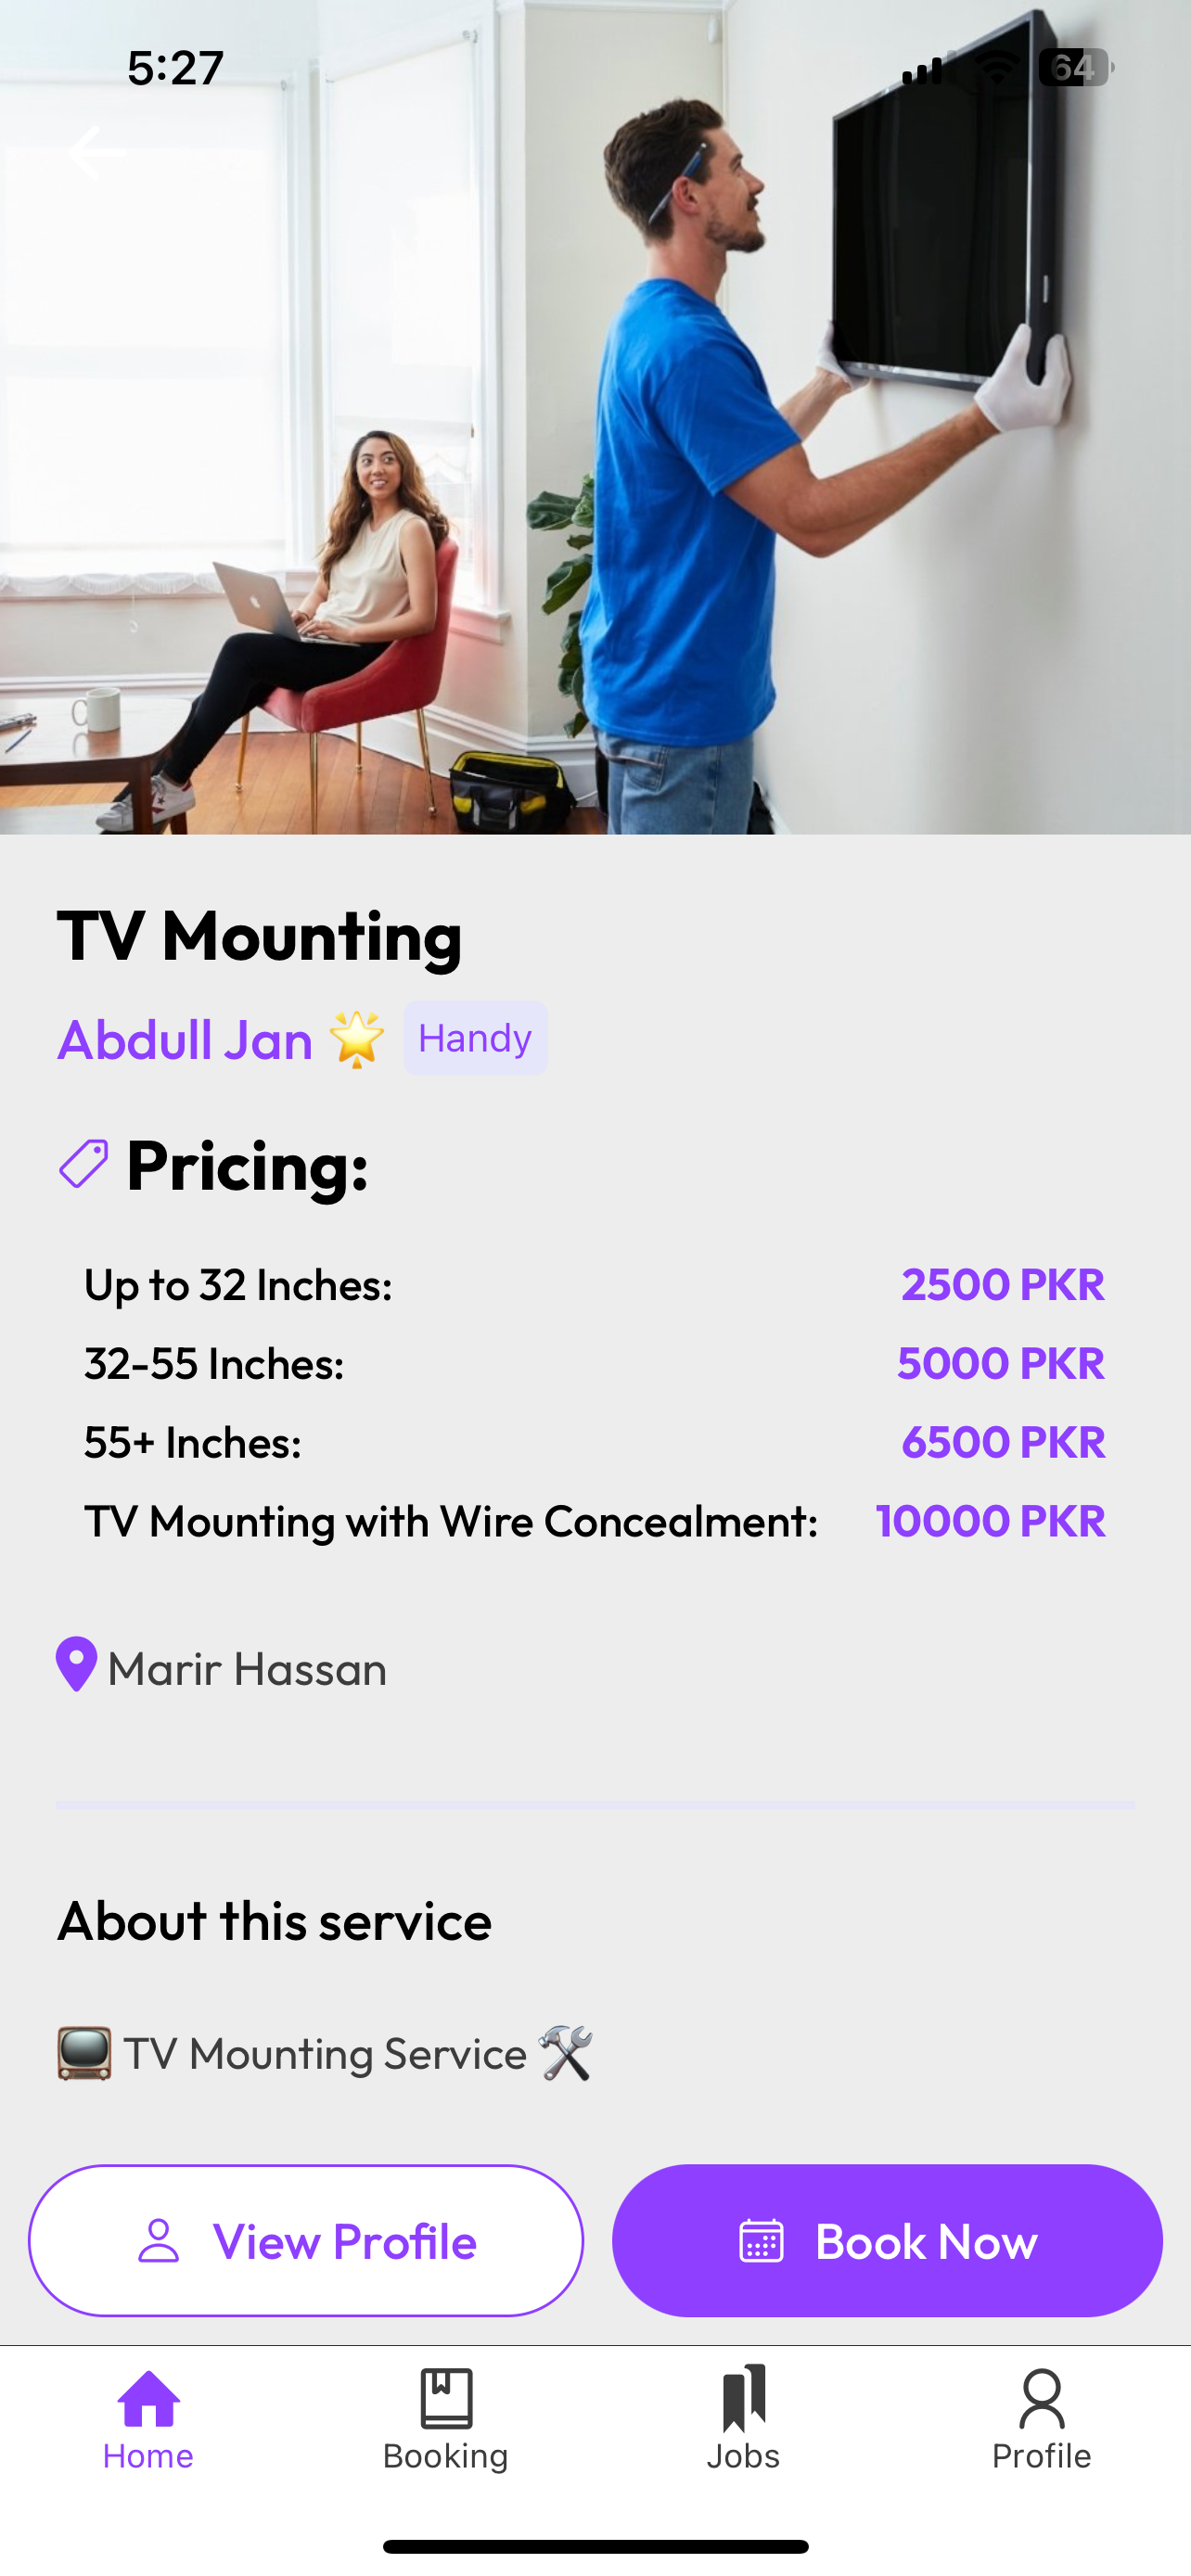 5:27
64
TV Mounting
Abdull Jan 🌟 Handy
Pricing:
Up to 32 Inches: 2500 PKR
32-55 Inches: 5000 PKR
55+ Inches: 6500 PKR
TV Mounting with Wire Concealment: 10000 PKR
Marir Hassan
About this service
📺 TV Mounting Service 🛠️
View Profile
Book Now
Home
Booking
Jobs
Profile